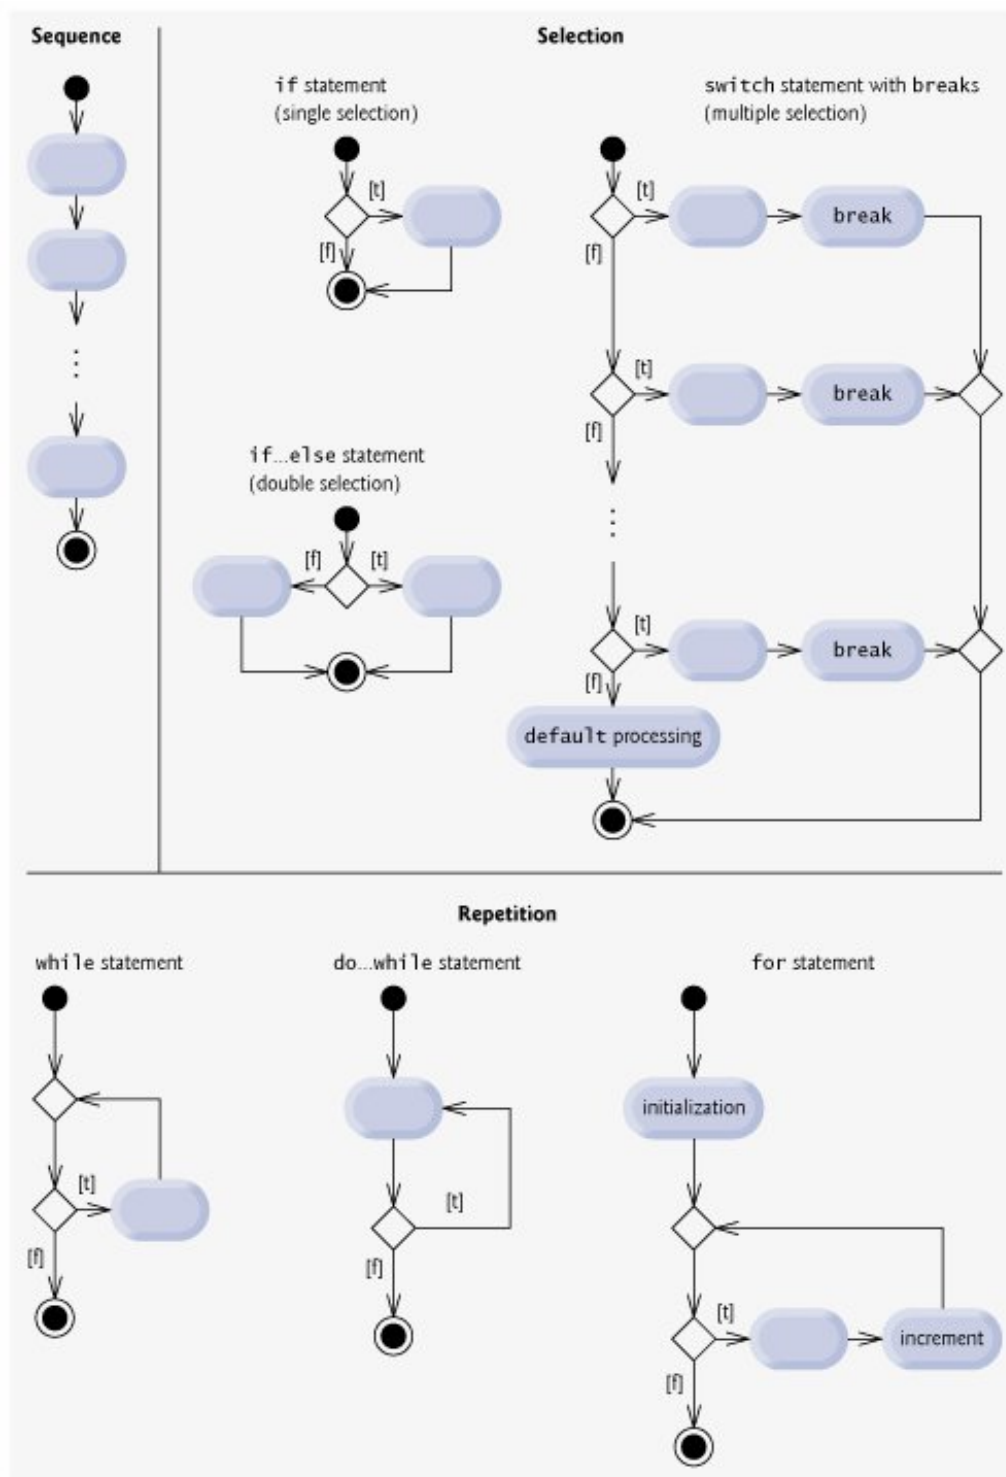 Sequence
Selection
if statement
(single selection)
[t]
[f]
if...else statement
(double selection)
[f]
[t]
switch statement with breaks
(multiple selection)
[t]
break
[f]
[t]
break
[f]
[t]
break
[f]
default processing
Repetition
while statement
[t]
[f]
do...while statement
[t]
[f]
for statement
initialization
[t]
increment
[f]